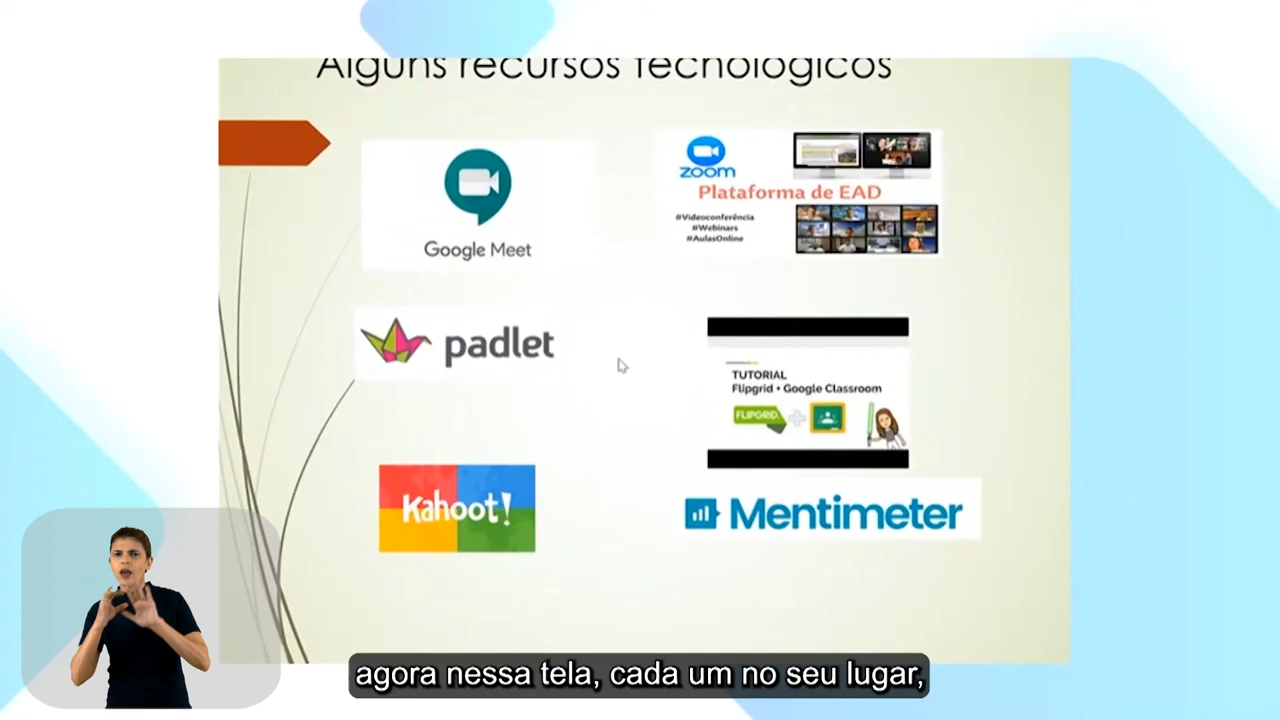 Alguns recursos tecnológicos
Google Meet
zoom
Plataforma de EAD
#Videoconferência
#Webinars
#AulasOnline
padlet
TUTORIAL
Flipgrid + Google Classroom
FLIPGRID.
Kahoot!
Mentimeter
agora nessa tela, cada um no seu lugar,